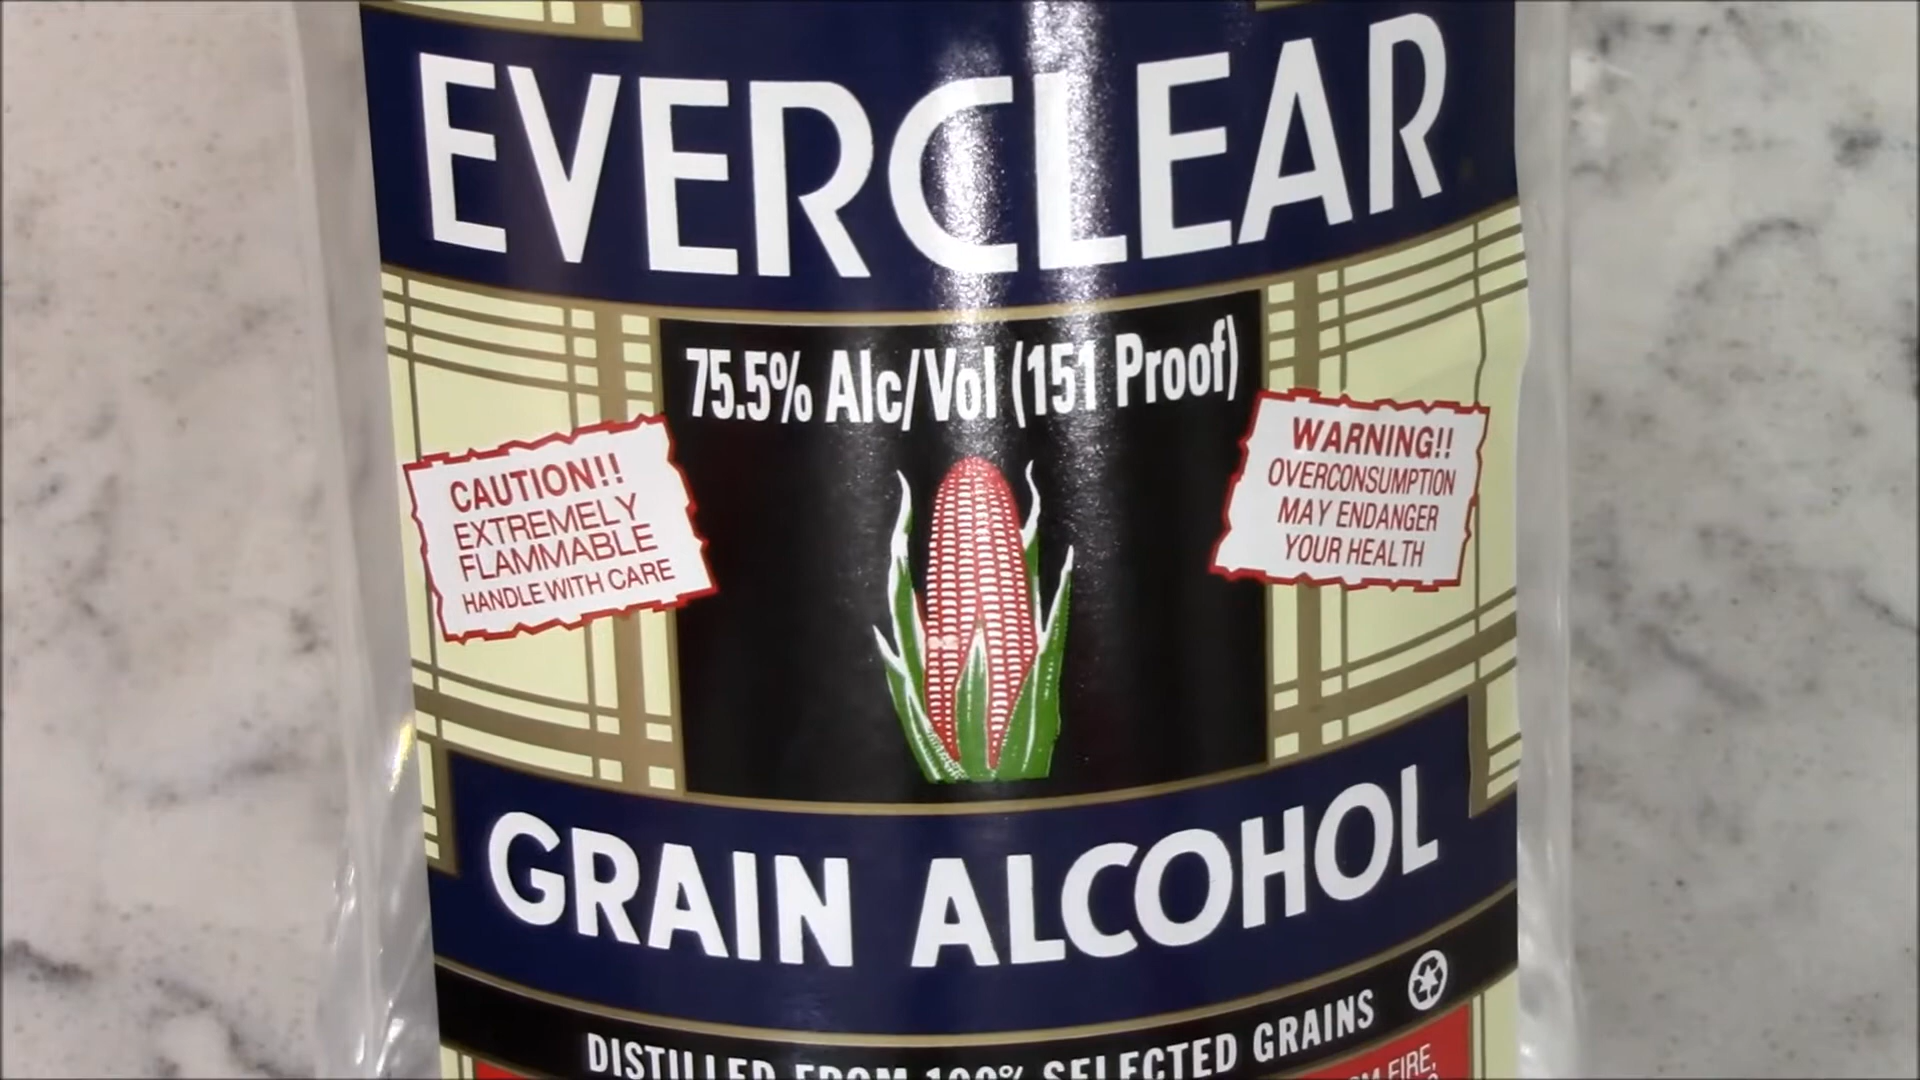 EVERCLEAR
75.5% Alc/Vol (151 Proof)
CAUTION!!
EXTREMELY
FLAMMABLE
HANDLE WITH CARE
WARNING!!
OVERCONSUMPTION
MAY ENDANGER
YOUR HEALTH
GRAIN ALCOHOL
DISTILLED FROM 100% SELECTED GRAINS
FIRE,